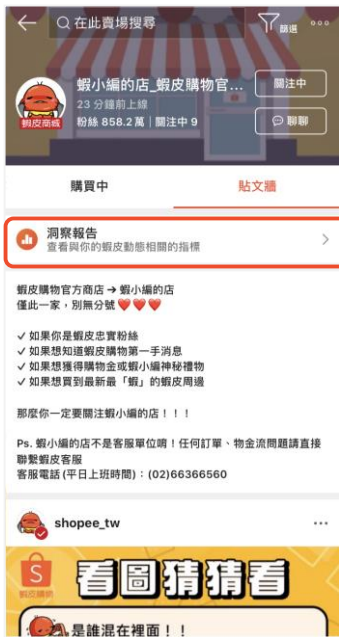 在此賣場搜尋
篩選
蝦小編的店_蝦皮購物官...
關注中
23 分鐘前上線
粉絲 858.2 萬 | 關注中 9
聊聊
蝦皮商城
購買中
貼文牆
洞察報告
查看與你的蝦皮動態相關的指標
蝦皮購物官方商店 → 蝦小編的店
僅此一家，別無分號 ❤️❤️❤️
✓ 如果你是蝦皮忠實粉絲
✓ 如果想知道蝦皮購物第一手消息
✓ 如果想獲得購物金或蝦小編神秘禮物
✓ 如果想買到最新最「蝦」的蝦皮周邊
那麼你一定要關注蝦小編的店！！！
Ps. 蝦小編的店不是客服單位唷！任何訂單、物金流問題請直接
聯繫蝦皮客服
客服電話 (平日上班時間)：(02)66366560
shopee_tw
看圖猜猜看
蝦皮購物
是誰混在裡面！！